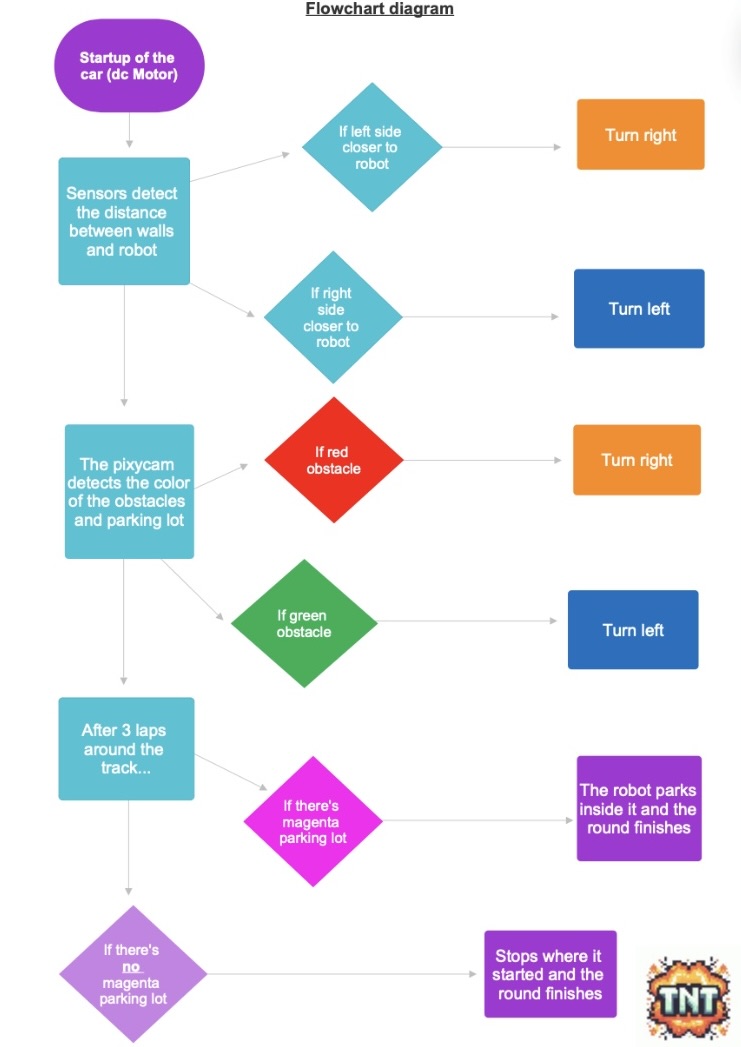 Flowchart diagram
Startup of the
car (dc Motor)
If left side
closer to
robot
Turn right
Sensors detect
the distance
between walls
and robot
If right
side
closer to
robot
Turn left
The pixycam
detects the color
of the obstacles
and parking lot
If red
obstacle
Turn right
If green
obstacle
Turn left
After 3 laps
around the
track...
If there's
magenta
parking lot
The robot parks
inside it and the
round finishes
If there's
no
magenta
parking lot
Stops where it
started and the
round finishes
TNT